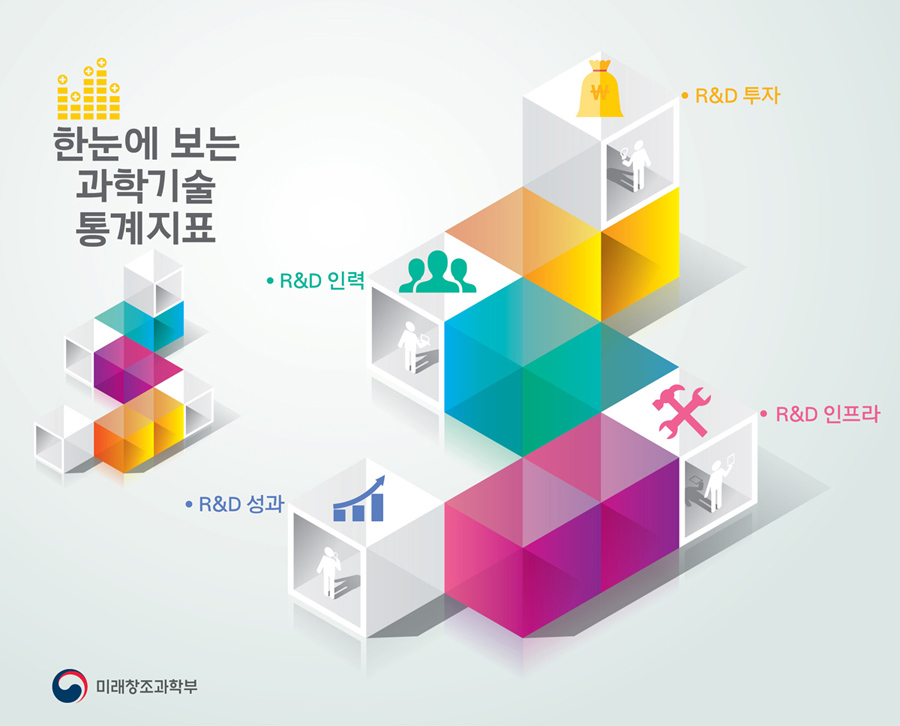 한눈에 보는
과학기술
통계지표
R&D 투자
R&D 인력
R&D 인프라
R&D 성과
미래창조과학부